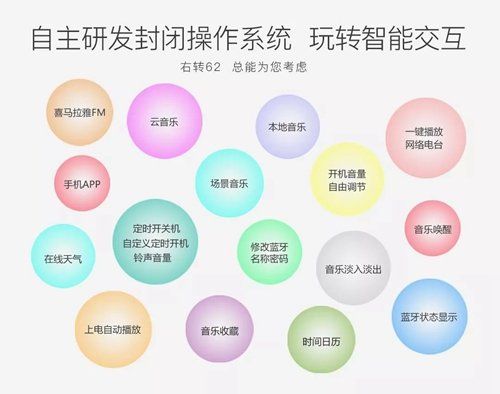 自主研发封闭操作系统 玩转智能交互
右转62 总能为您考虑
喜马拉雅FM
云音乐
本地音乐
一键播放
网络电台
手机APP
场景音乐
开机音量
自由调节
定时开关机
自定义定时开机
铃声音量
音乐唤醒
在线天气
修改蓝牙
名称密码
音乐淡入淡出
上电自动播放
音乐收藏
时间日历
蓝牙状态显示